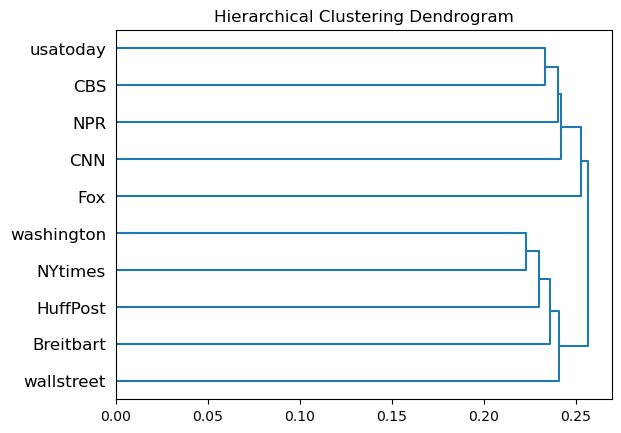 Hierarchical Clustering Dendrogram
usatoday
CBS
NPR
CNN
Fox
washington
NYtimes
HuffPost
Breitbart
wallstreet
0.00 0.05 0.10 0.15 0.20 0.25